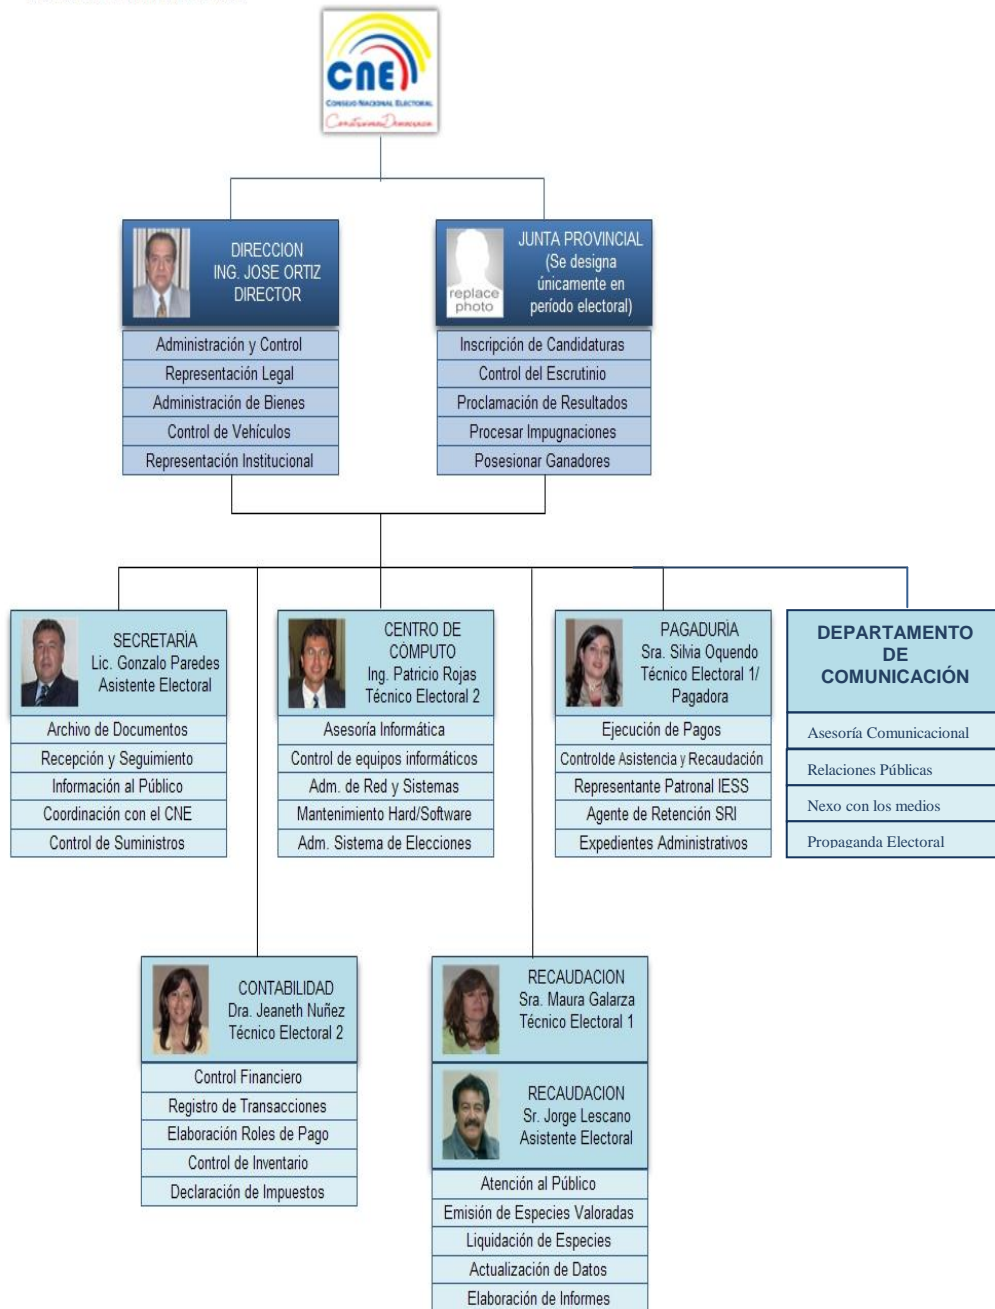 CNE
CONSEJO NACIONAL ELECTORAL
Construimos Democracia
DIRECCION
ING. JOSE ORTIZ
DIRECTOR
Administración y Control
Representación Legal
Administración de Bienes
Control de Vehículos
Representación Institucional
replace
photo
JUNTA PROVINCIAL
(Se designa
únicamente en
período electoral)
Inscripción de Candidaturas
Control del Escrutinio
Proclamación de Resultados
Procesar Impugnaciones
Posesionar Ganadores
SECRETARÌA
Lic. Gonzalo Paredes
Asistente Electoral
Archivo de Documentos
Recepción y Seguimiento
Información al Público
Coordinación con el CNE
Control de Suministros
CENTRO DE
CÒMPUTO
Ing. Patricio Rojas
Técnico Electoral 2
Asesoría Informática
Control de equipos informáticos
Adm. de Red y Sistemas
Mantenimiento Hard/Software
Adm. Sistema de Elecciones
PAGADURÌA
Sra. Silvia Oquendo
Técnico Electoral 1/
Pagadora
Ejecución de Pagos
Controlde Asistencia y Recaudación
Representante Patronal IESS
Agente de Retención SRI
Expedientes Administrativos
DEPARTAMENTO
DE
COMUNICACIÓN
Asesoría Comunicacional
Relaciones Públicas
Nexo con los medios
Propaganda Electoral
CONTABILIDAD
Dra. Jeaneth Nuñez
Técnico Electoral 2
Control Financiero
Registro de Transacciones
Elaboración Roles de Pago
Control de Inventario
Declaración de Impuestos
RECAUDACION
Sra. Maura Galarza
Técnico Electoral 1
RECAUDACION
Sr. Jorge Lescano
Asistente Electoral
Atención al Público
Emisión de Especies Valoradas
Liquidación de Especies
Actualización de Datos
Elaboración de Informes